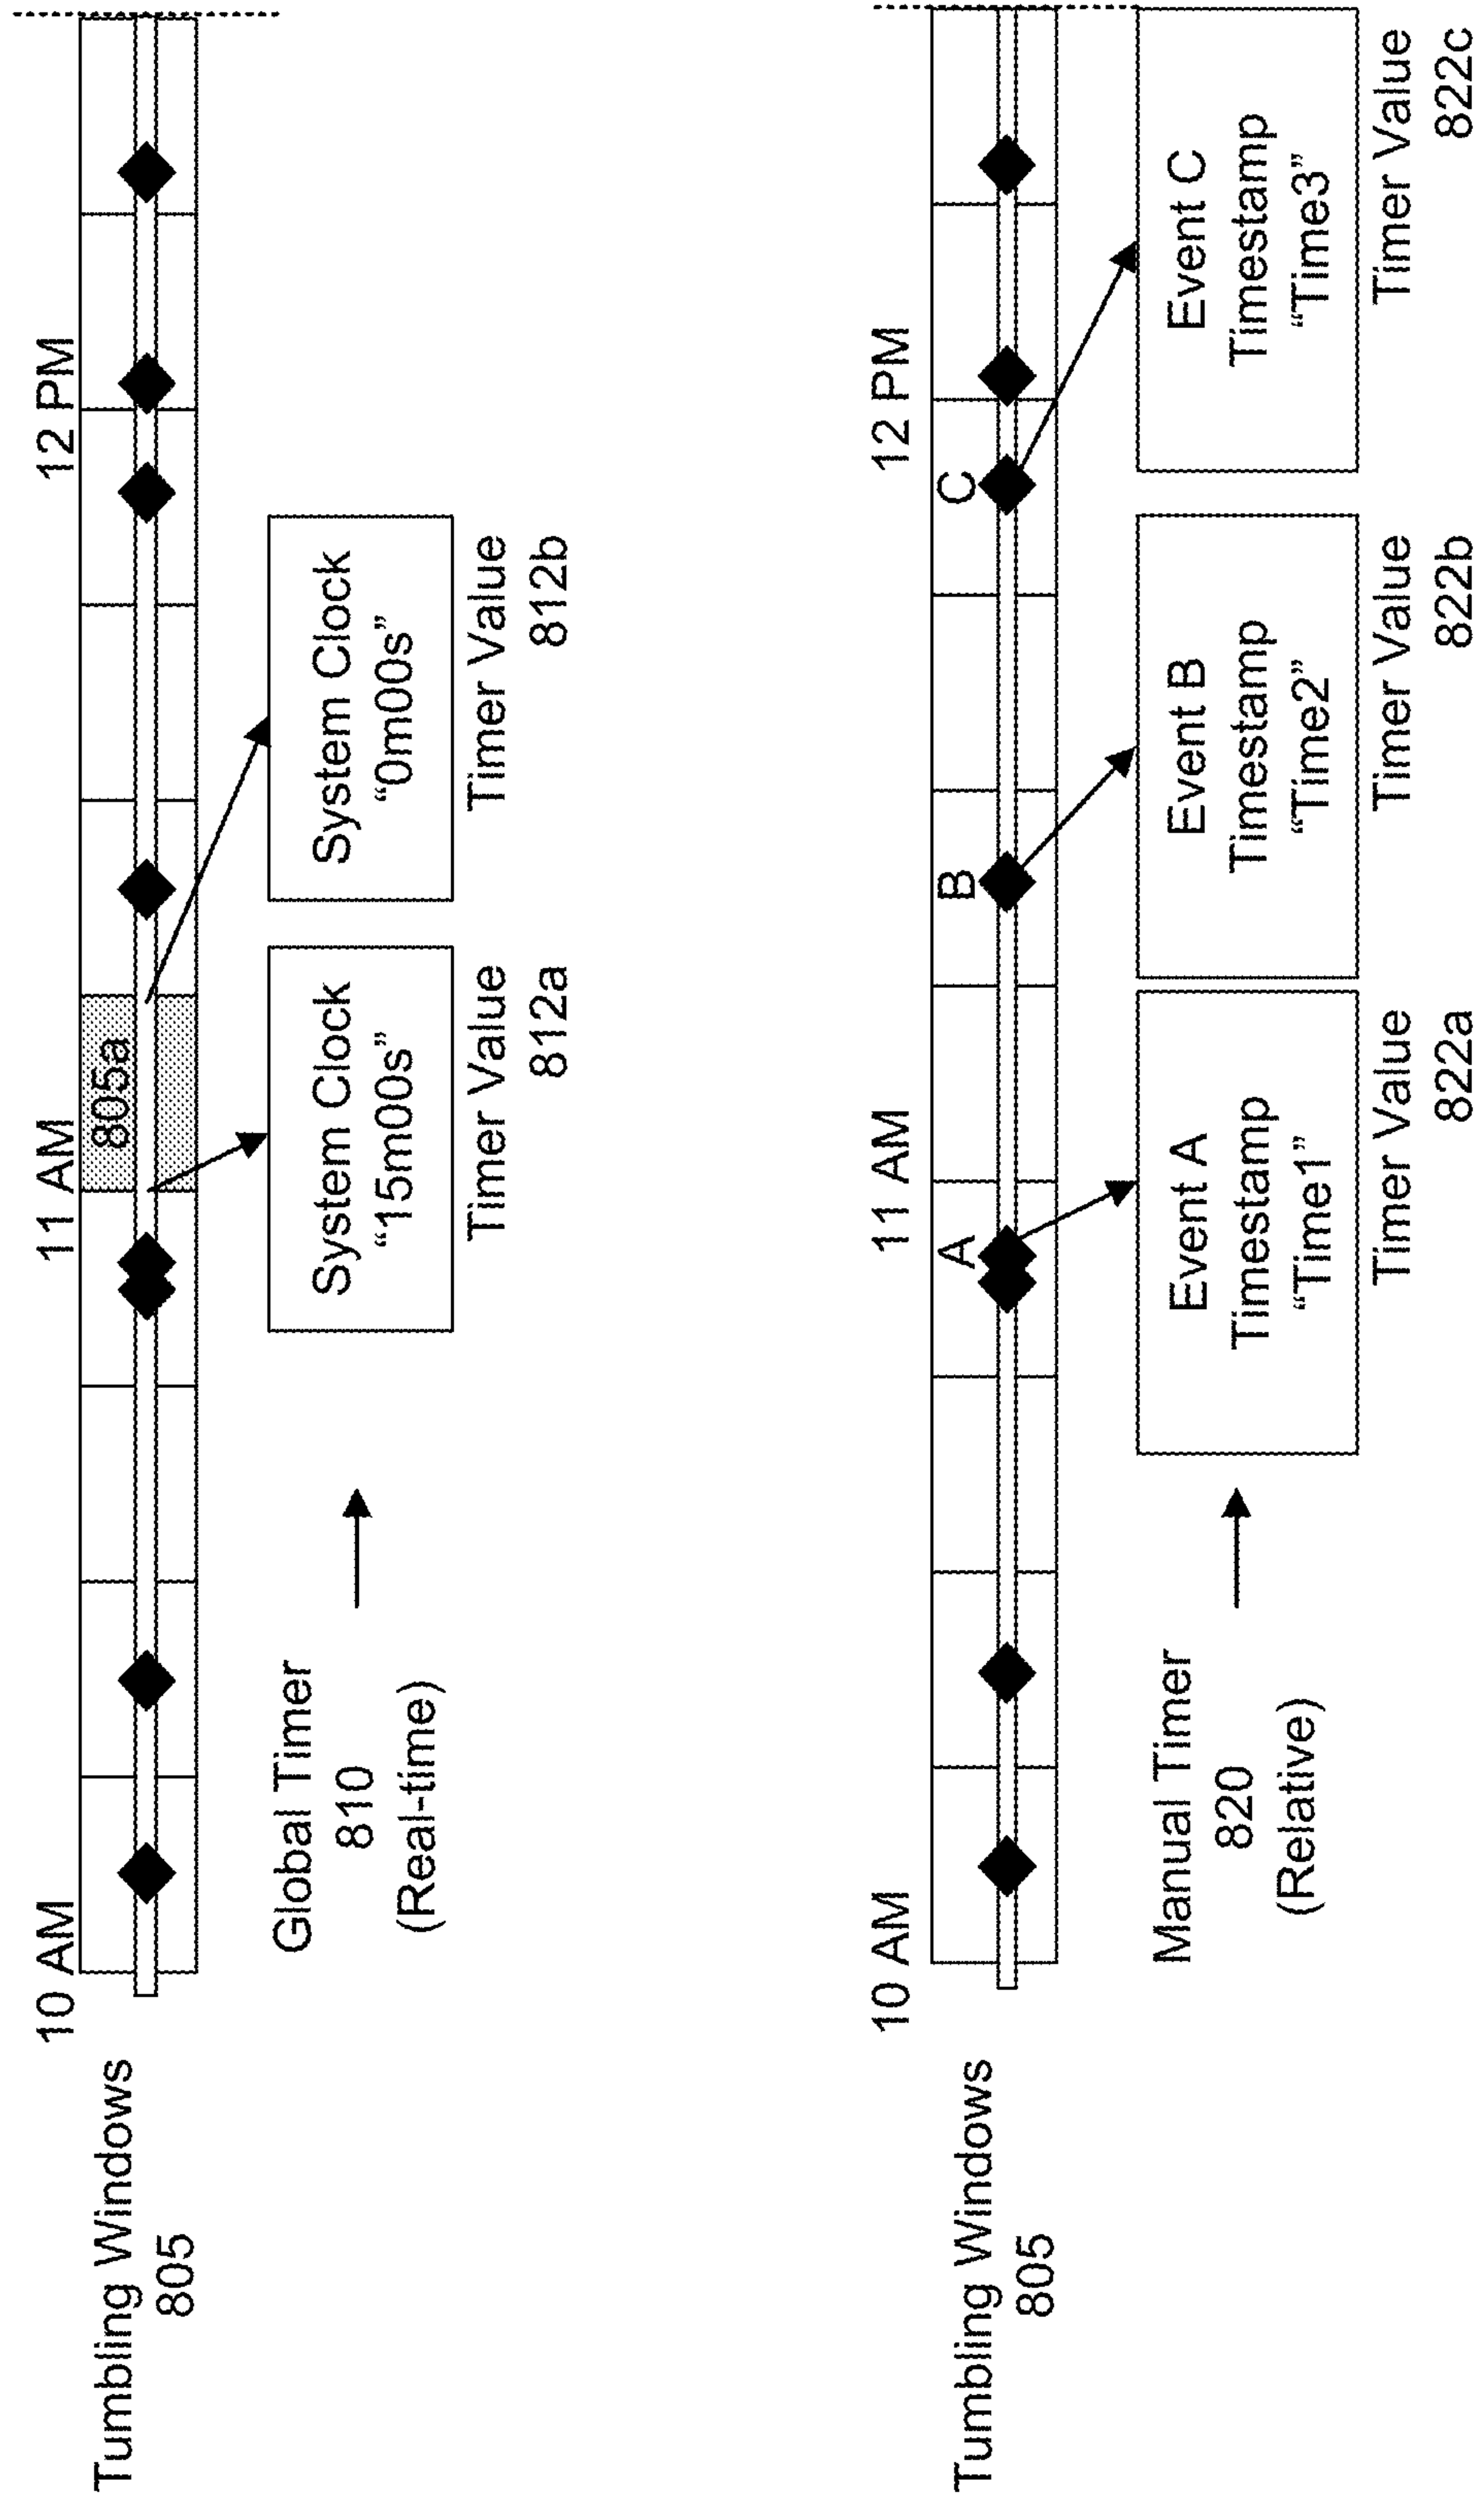 10 AM
11 AM
12 PM
Tumbling Windows
805
805a
Global Timer
810
(Real-time)
System Clock
“15m00s”
Timer Value
812a
System Clock
“0m00s”
Timer Value
812b
10 AM
11 AM
12 PM
Tumbling Windows
805
A
B
C
Manual Timer
820
(Relative)
Event A
Timestamp
“Time1”
Timer Value
822a
Event B
Timestamp
“Time2”
Timer Value
822b
Event C
Timestamp
“Time3”
Timer Value
822c